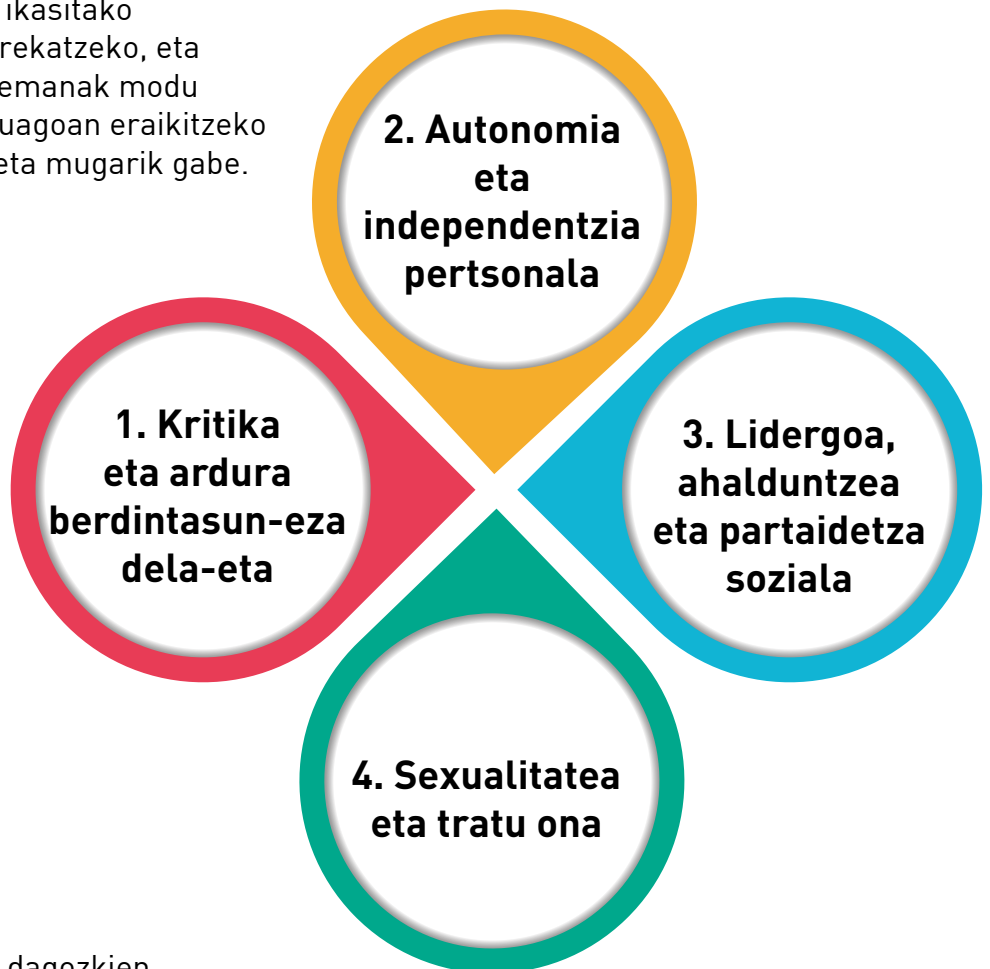 ikasitako
rekatzeko, eta
emanak modu
uagoan eraikitzeko
eta mugarik gabe.
2. Autonomia
eta
independentzia
pertsonala
1. Kritika
eta ardura
berdintasun-eza
dela-eta
3. Lidergoa,
ahalduntzea
eta partaidetza
soziala
4. Sexualitatea
eta tratu ona
dagozkien